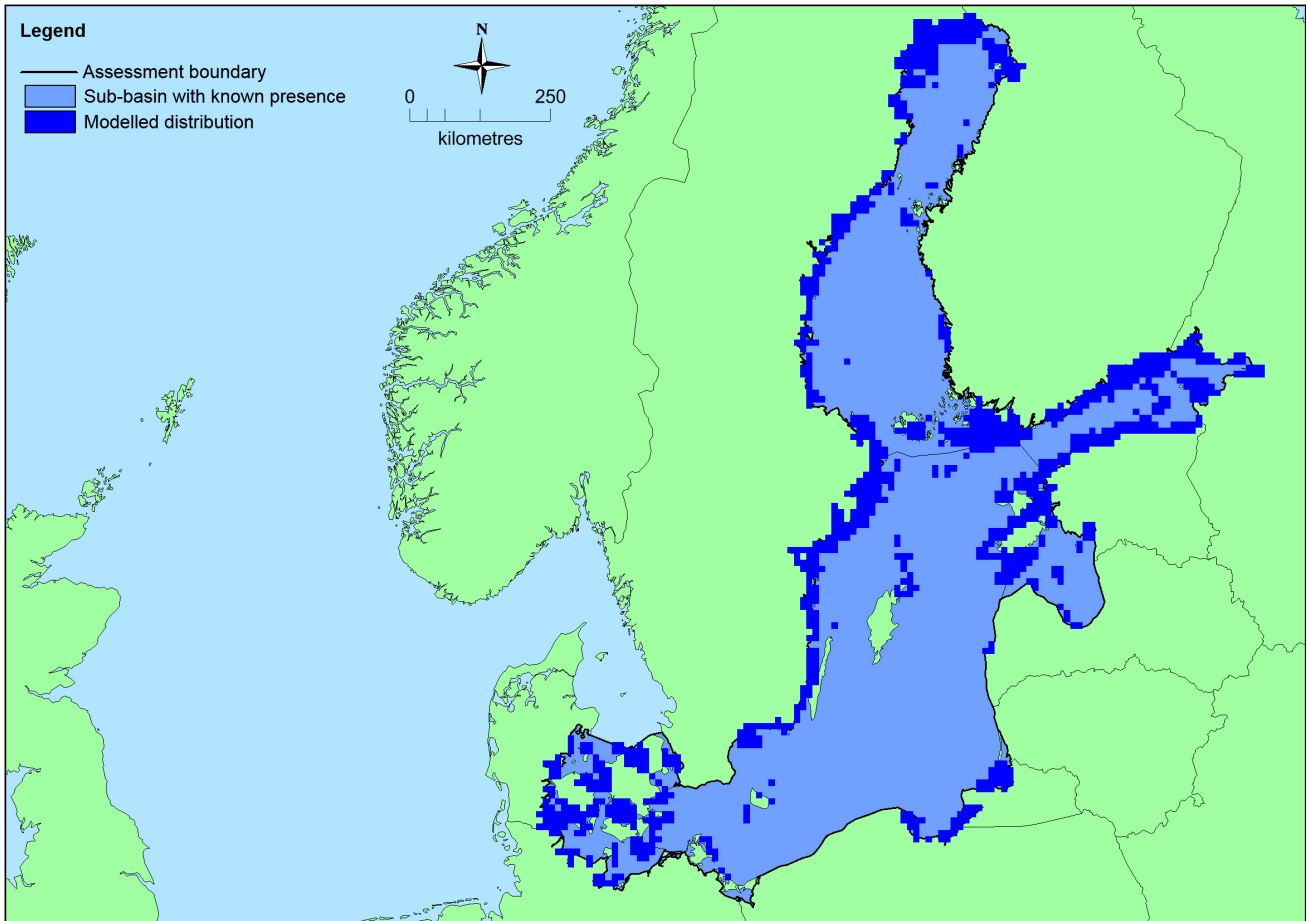 Legend
Assessment boundary
Sub-basin with known presence
Modelled distribution
N
0 250
kilometres